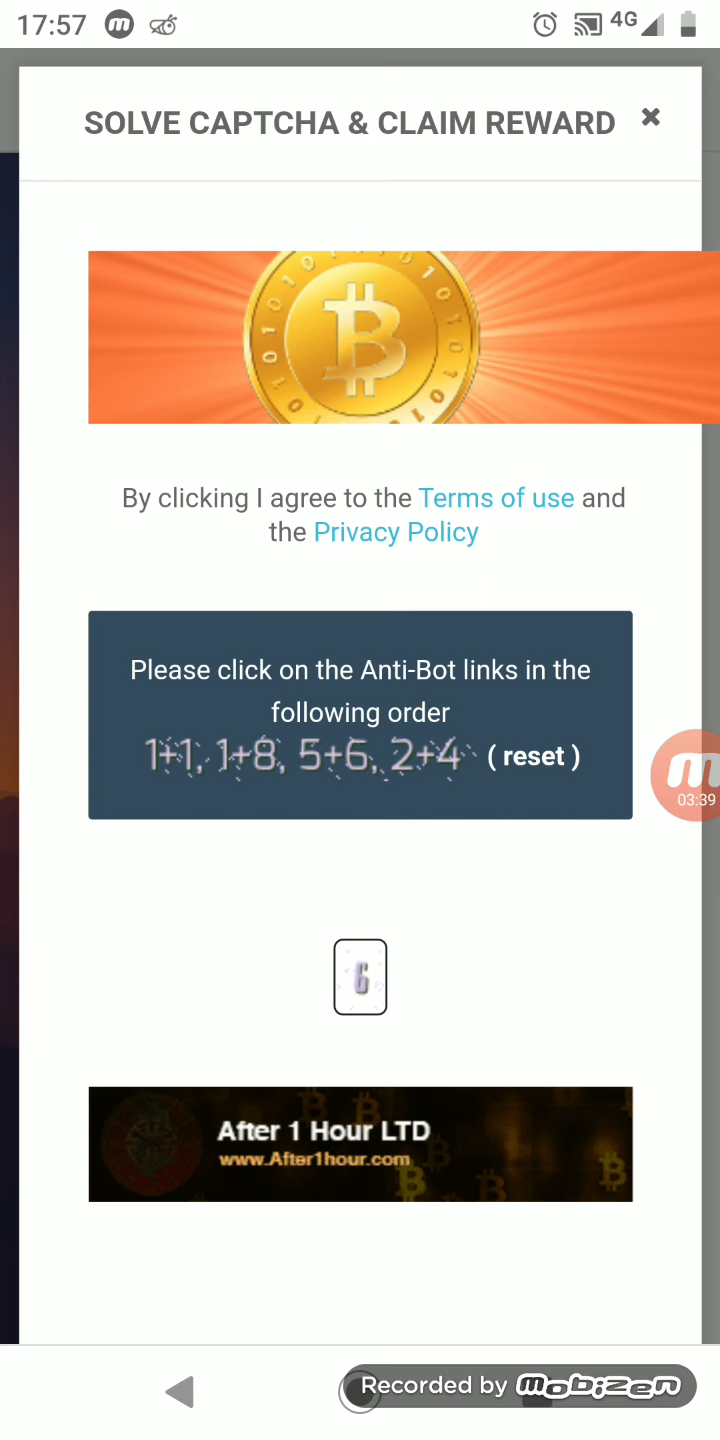 17:57 m 4G
SOLVE CAPTCHA & CLAIM REWARD ✖
By clicking I agree to the Terms of use and
the Privacy Policy
Please click on the Anti-Bot links in the
following order
1+1, 1+8, 5+6, 2+4 ( reset )
03:39
6
After 1 Hour LTD
www.After1hour.com
Recorded by mobizen